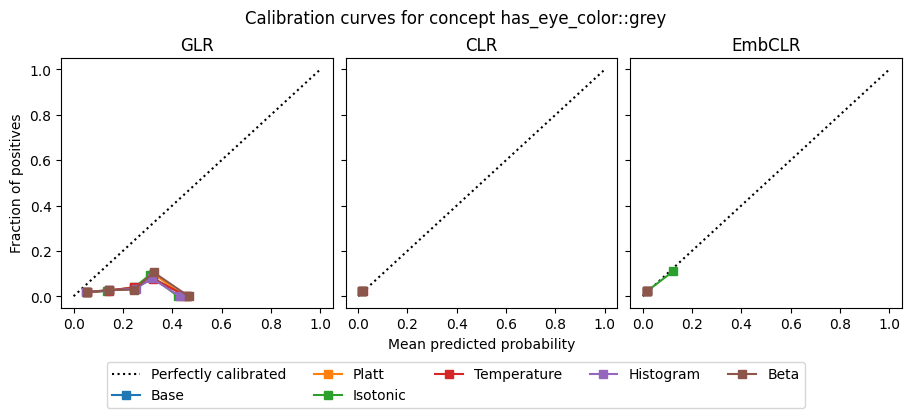 Calibration curves for concept has_eye_color::grey
GLR
CLR
EmbCLR
Fraction of positives
1.0
0.8
0.6
0.4
0.2
0.0
0.0 0.2 0.4 0.6 0.8 1.0
0.0 0.2 0.4 0.6 0.8 1.0
0.0 0.2 0.4 0.6 0.8 1.0
Mean predicted probability
Perfectly calibrated Platt Temperature Histogram Beta
Base Isotonic